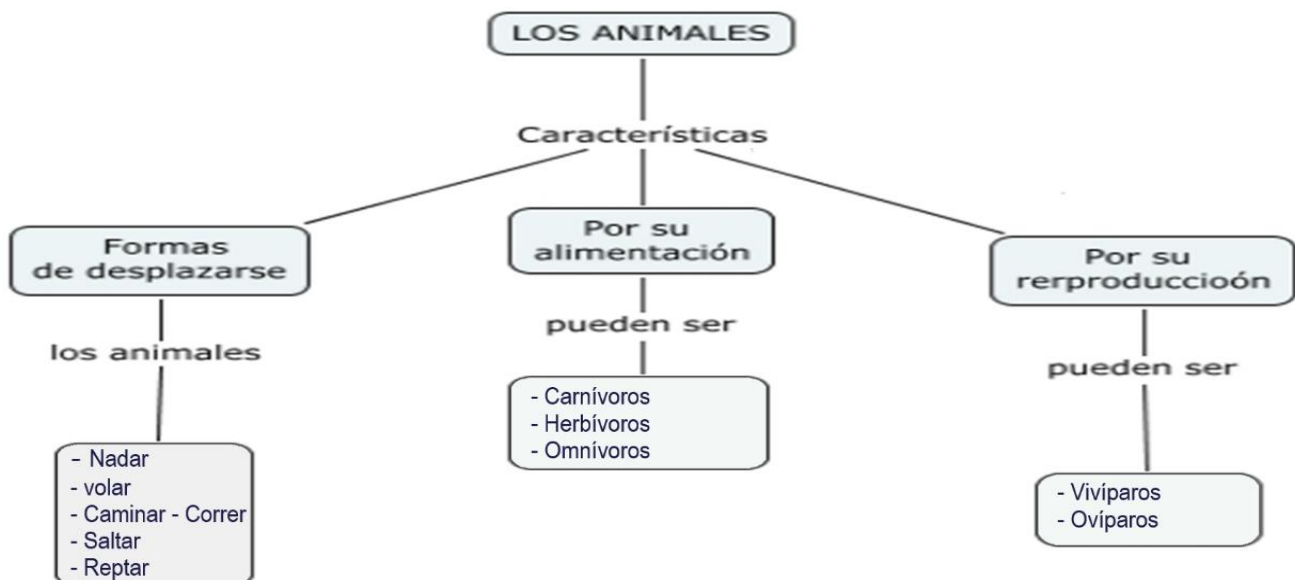 LOS ANIMALES
Características
Formas
de desplazarse
los animales
- Nadar
- volar
- Caminar - Correr
- Saltar
- Reptar
Por su
alimentación
pueden ser
- Carnívoros
- Herbívoros
- Omnívoros
Por su
rerproduccioón
pueden ser
- Vivíparos
- Ovíparos